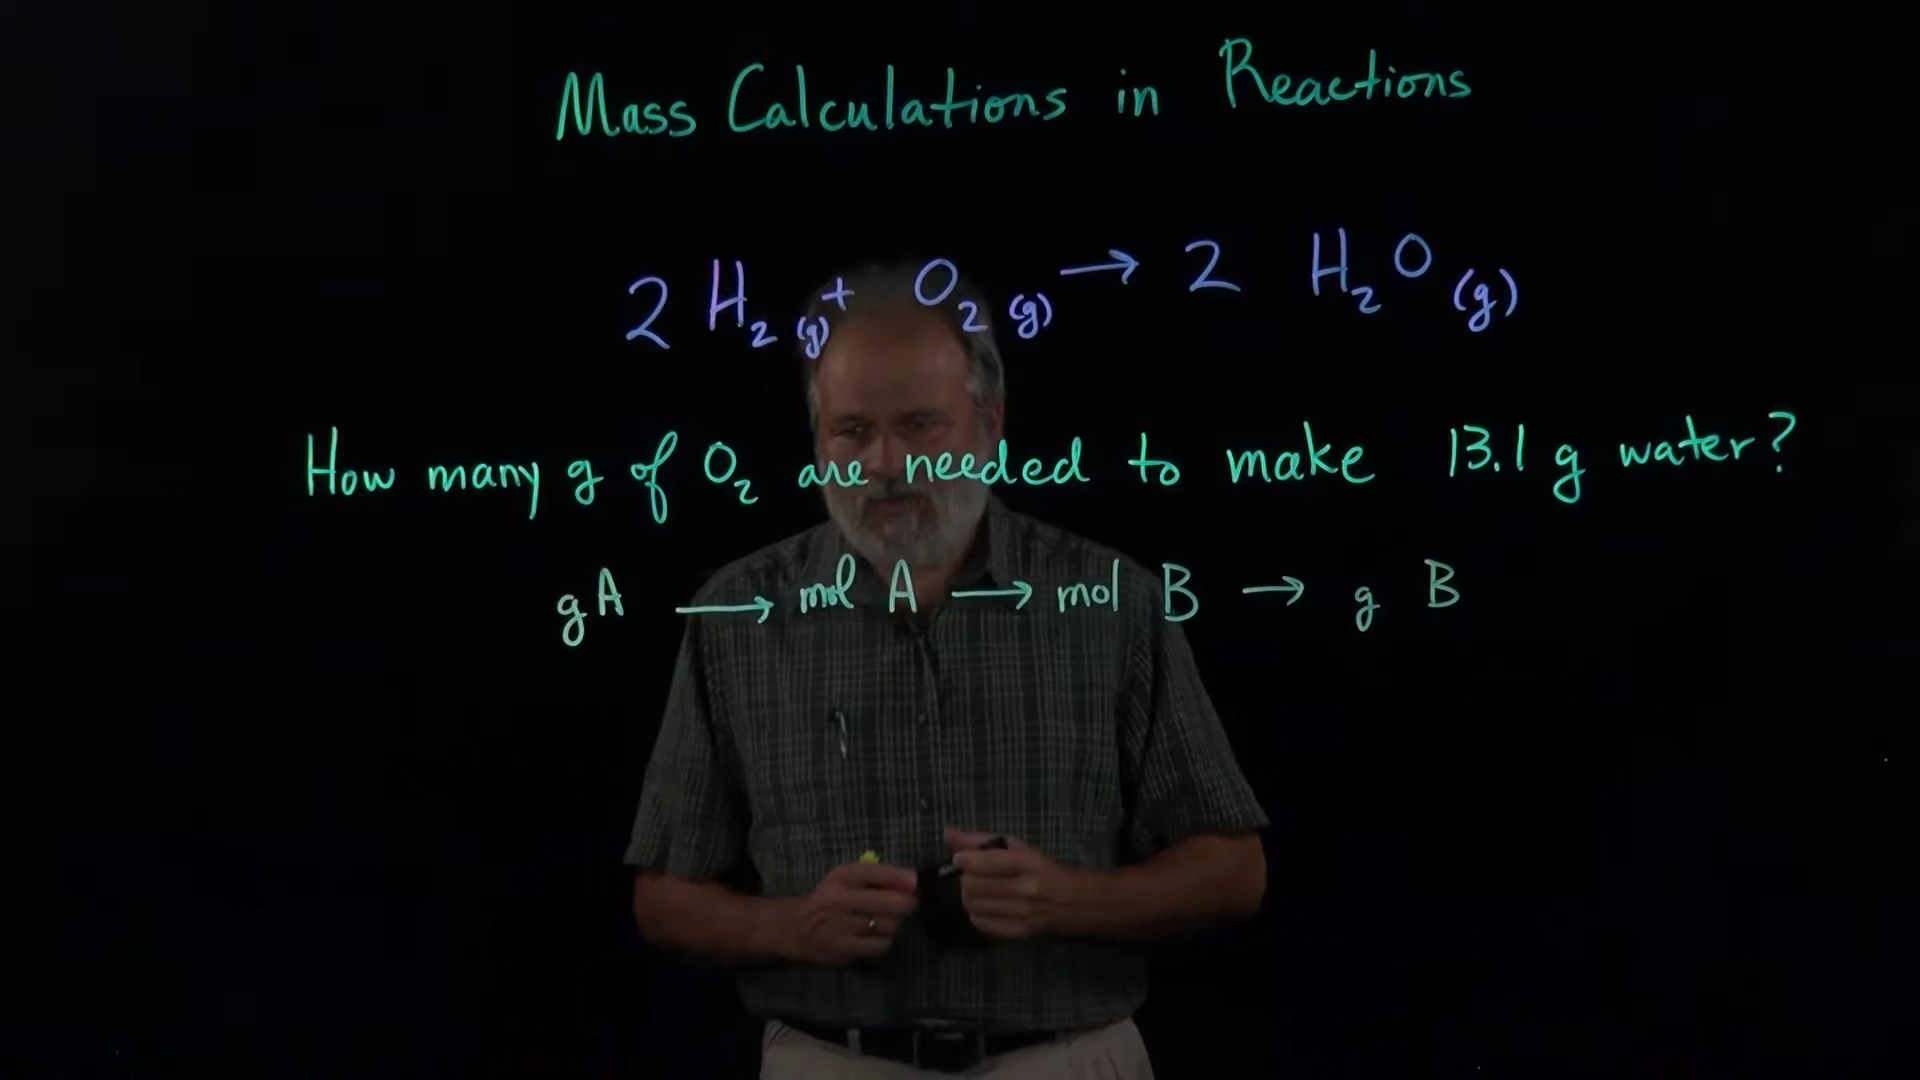 Mass Calculations in Reactions
2 H₂ (g) + O₂ (g) → 2 H₂O (g)
How many g of O₂ are needed to make 13.1 g water?
g A → mol A → mol B → g B